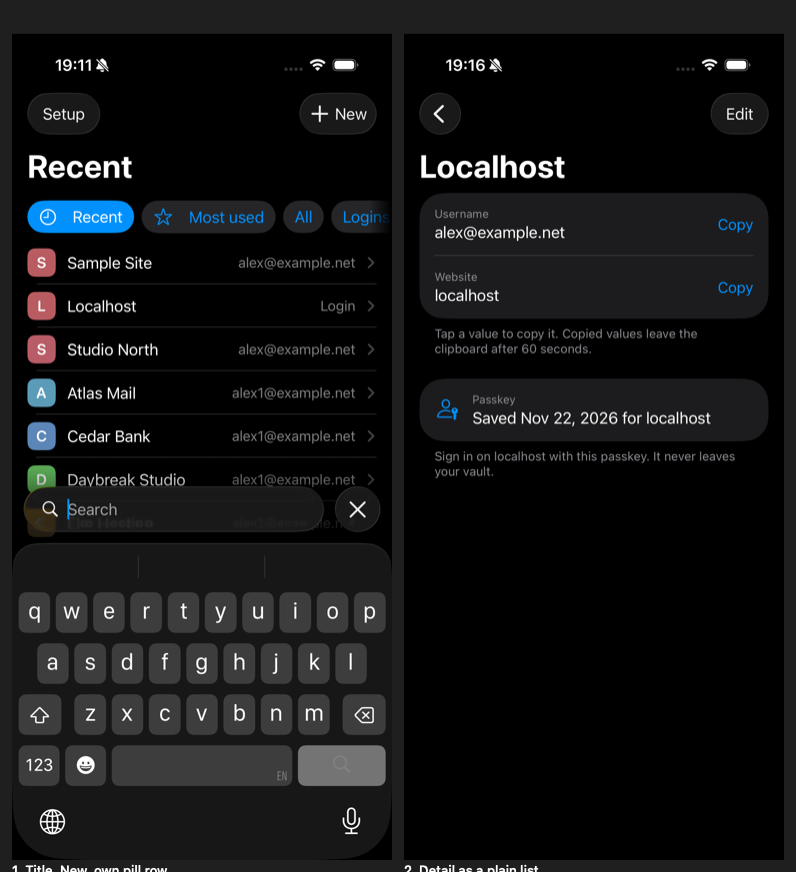 19:11
Setup
New
Recent
Recent
Most used
All
Logins
S Sample Site alex@example.net
L Localhost Login
S Studio North alex@example.net
A Atlas Mail alex1@example.net
C Cedar Bank alex1@example.net
D Daybreak Studio alex1@example.net
Search
q w e r t y u i o p
a s d f g h j k l
z x c v b n m
123
EN
1. Title, New, own pill row
19:16
Edit
Localhost
Username
alex@example.net
Copy
Website
localhost
Copy
Tap a value to copy it. Copied values leave the
clipboard after 60 seconds.
Passkey
Saved Nov 22, 2026 for localhost
Sign in on localhost with this passkey. It never leaves
your vault.
2. Detail as a plain list